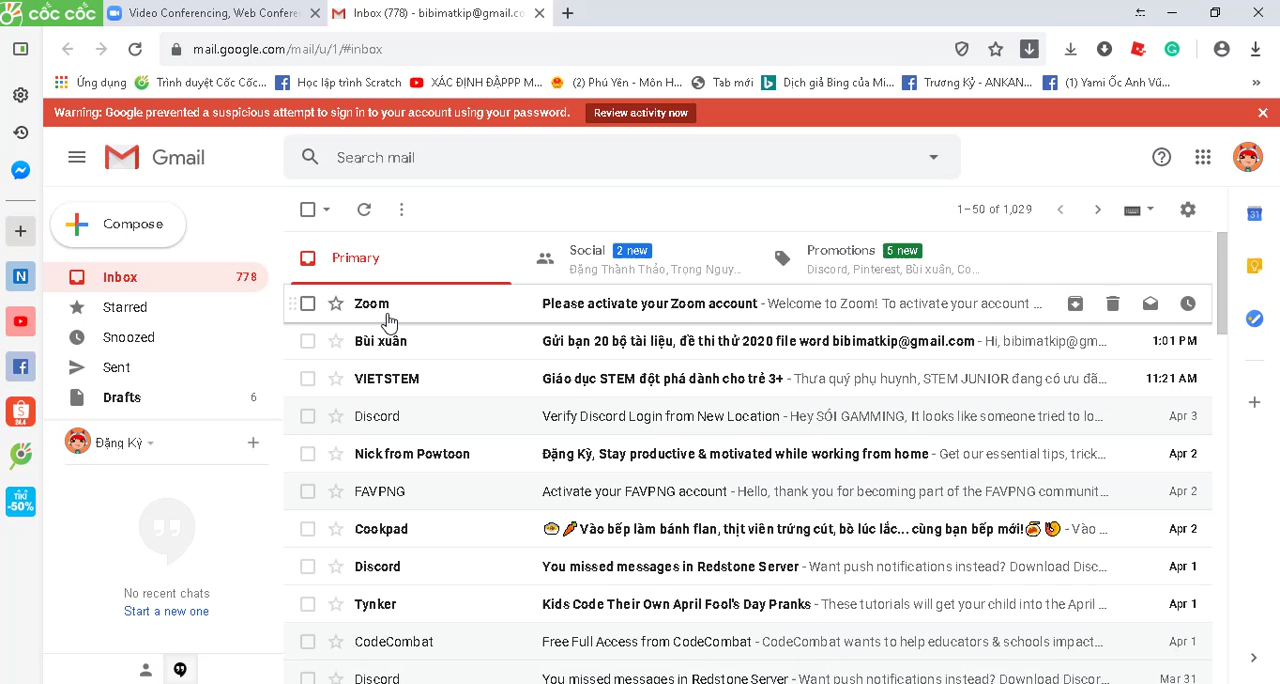 CỐC CỐC
Video Conferencing, Web Confere
Inbox (778) - bibimatkip@gmail.co
mail.google.com/mail/u/1/#inbox
Ứng dụng
Trình duyệt Cốc Cốc...
Học lập trình Scratch
XÁC ĐỊNH ĐẬPPP M...
(2) Phú Yên - Môn H...
Tab mới
Dịch giả Bing của Mi...
Trương Kỷ - ANKAN...
(1) Yami Ốc Anh Vũ...
»
Warning: Google prevented a suspicious attempt to sign in to your account using your password.
Review activity now
Gmail
Search mail
Compose
1–50 of 1,029
31
Inbox 778
Starred
Snoozed
Sent
Drafts 6
Đặng Kỳ
No recent chats
Start a new one
N
24.4
TIKI
-50%
Primary
Social 2 new
Đặng Thành Thảo, Trọng Nguy...
Promotions 5 new
Discord, Pinterest, Bùi xuân, Co...
Zoom Please activate your Zoom account - Welcome to Zoom! To activate your account ...
Bùi xuân Gửi bạn 20 bộ tài liệu, đề thi thử 2020 file word bibimatkip@gmail.com - Hi, bibimatkip@gm... 1:01 PM
VIETSTEM Giáo dục STEM đột phá dành cho trẻ 3+ - Thưa quý phụ huynh, STEM JUNIOR đang có ưu đã... 11:21 AM
Discord Verify Discord Login from New Location - Hey SÓI GAMMING, It looks like someone tried to lo... Apr 3
Nick from Powtoon Đặng Kỳ, Stay productive & motivated while working from home - Get our essential tips, trick... Apr 2
FAVPNG Activate your FAVPNG account - Hello, thank you for becoming part of the FAVPNG communit... Apr 2
Cookpad 🍲🥕Vào bếp làm bánh flan, thịt viên trứng cút, bò lúc lắc... cùng bạn bếp mới! - Vào ... Apr 2
Discord You missed messages in Redstone Server - Want push notifications instead? Download Disc... Apr 1
Tynker Kids Code Their Own April Fool's Day Pranks - These tutorials will get your child into the April ... Apr 1
CodeCombat Free Full Access from CodeCombat - CodeCombat wants to help educators & schools impact... Apr 1
Discord You missed messages in Redstone Server - Want push notifications instead? Download Discor... Mar 31